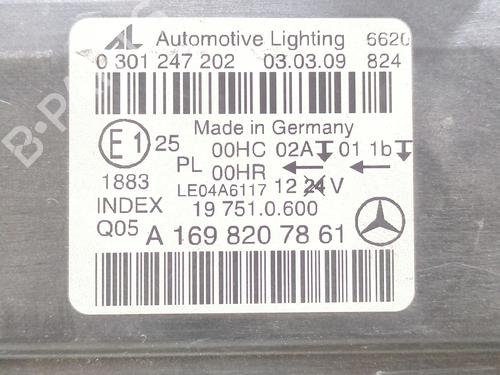 AL Automotive Lighting 6620
0 301 247 202 03.03.09 824
Made in Germany
E1 25 00HC 02A 01 1b
PL 00HR
1883 LE04A6117 12 24 V
INDEX 19 751.0.600
Q05 A 169 820 78 61